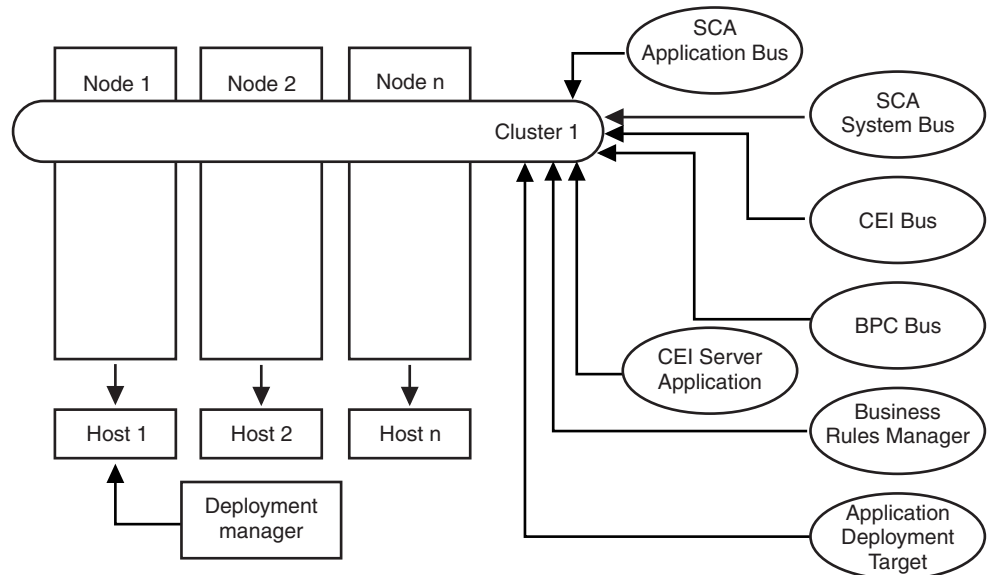 SCA
Application Bus
Node 1
Node 2
Node n
SCA
System Bus
Cluster 1
CEI Bus
BPC Bus
CEI Server
Application
Host 1
Host 2
Host n
Business
Rules Manager
Deployment
manager
Application
Deployment
Target